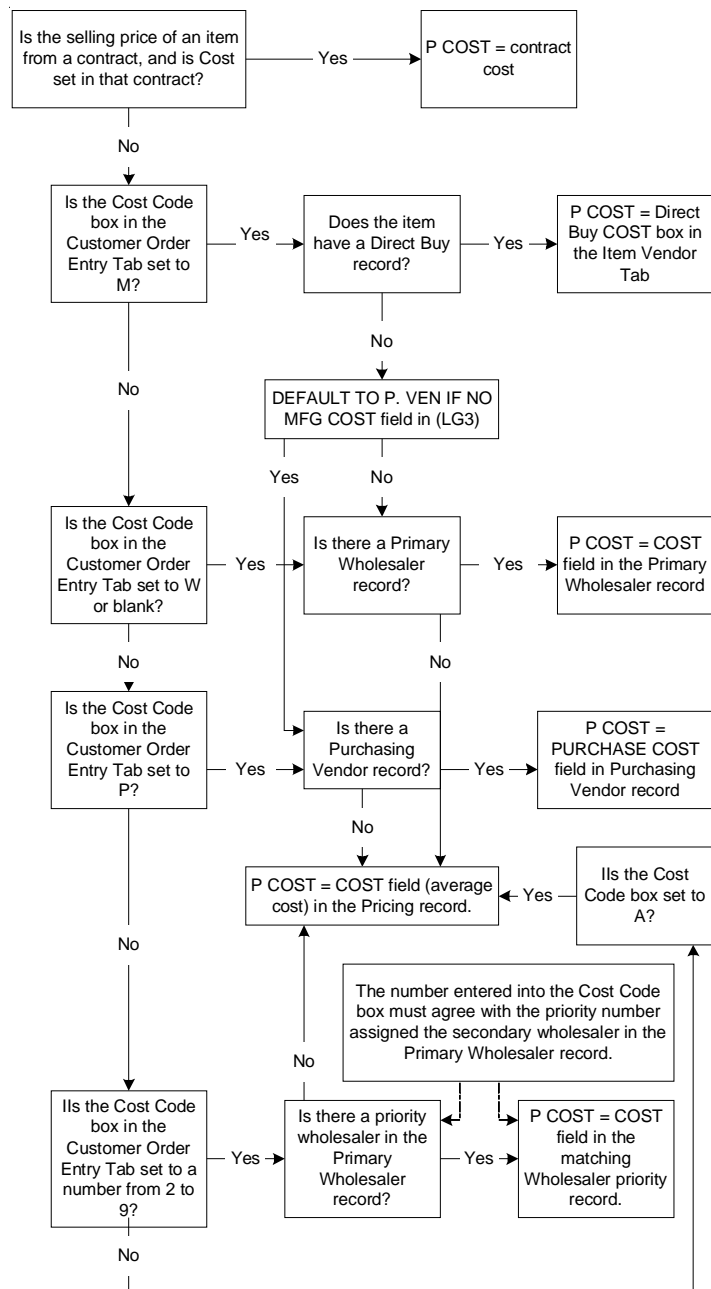 Is the selling price of an item
from a contract, and is Cost
set in that contract?
Yes
P COST = contract
cost
No
Is the Cost Code
box in the
Customer Order
Entry Tab set to
M?
Yes
Does the item
have a Direct Buy
record?
Yes
P COST = Direct
Buy COST box in
the Item Vendor
Tab
No
No
DEFAULT TO P. VEN IF NO
MFG COST field in (LG3)
Yes
No
Is the Cost Code
box in the
Customer Order
Entry Tab set to W
or blank?
Yes
Is there a Primary
Wholesaler
record?
Yes
P COST = COST
field in the Primary
Wholesaler record
No
No
Is the Cost Code
box in the
Customer Order
Entry Tab set to
P?
Yes
Is there a
Purchasing
Vendor record?
Yes
P COST =
PURCHASE COST
field in Purchasing
Vendor record
No
P COST = COST field (average
cost) in the Pricing record.
Yes
IIs the Cost
Code box set to
A?
No
The number entered into the Cost Code
box must agree with the priority number
assigned the secondary wholesaler in the
Primary Wholesaler record.
No
IIs the Cost Code
box in the
Customer Order
Entry Tab set to a
number from 2 to
9?
Yes
Is there a priority
wholesaler in the
Primary
Wholesaler
record?
Yes
P COST = COST
field in the
matching
Wholesaler priority
record.
No